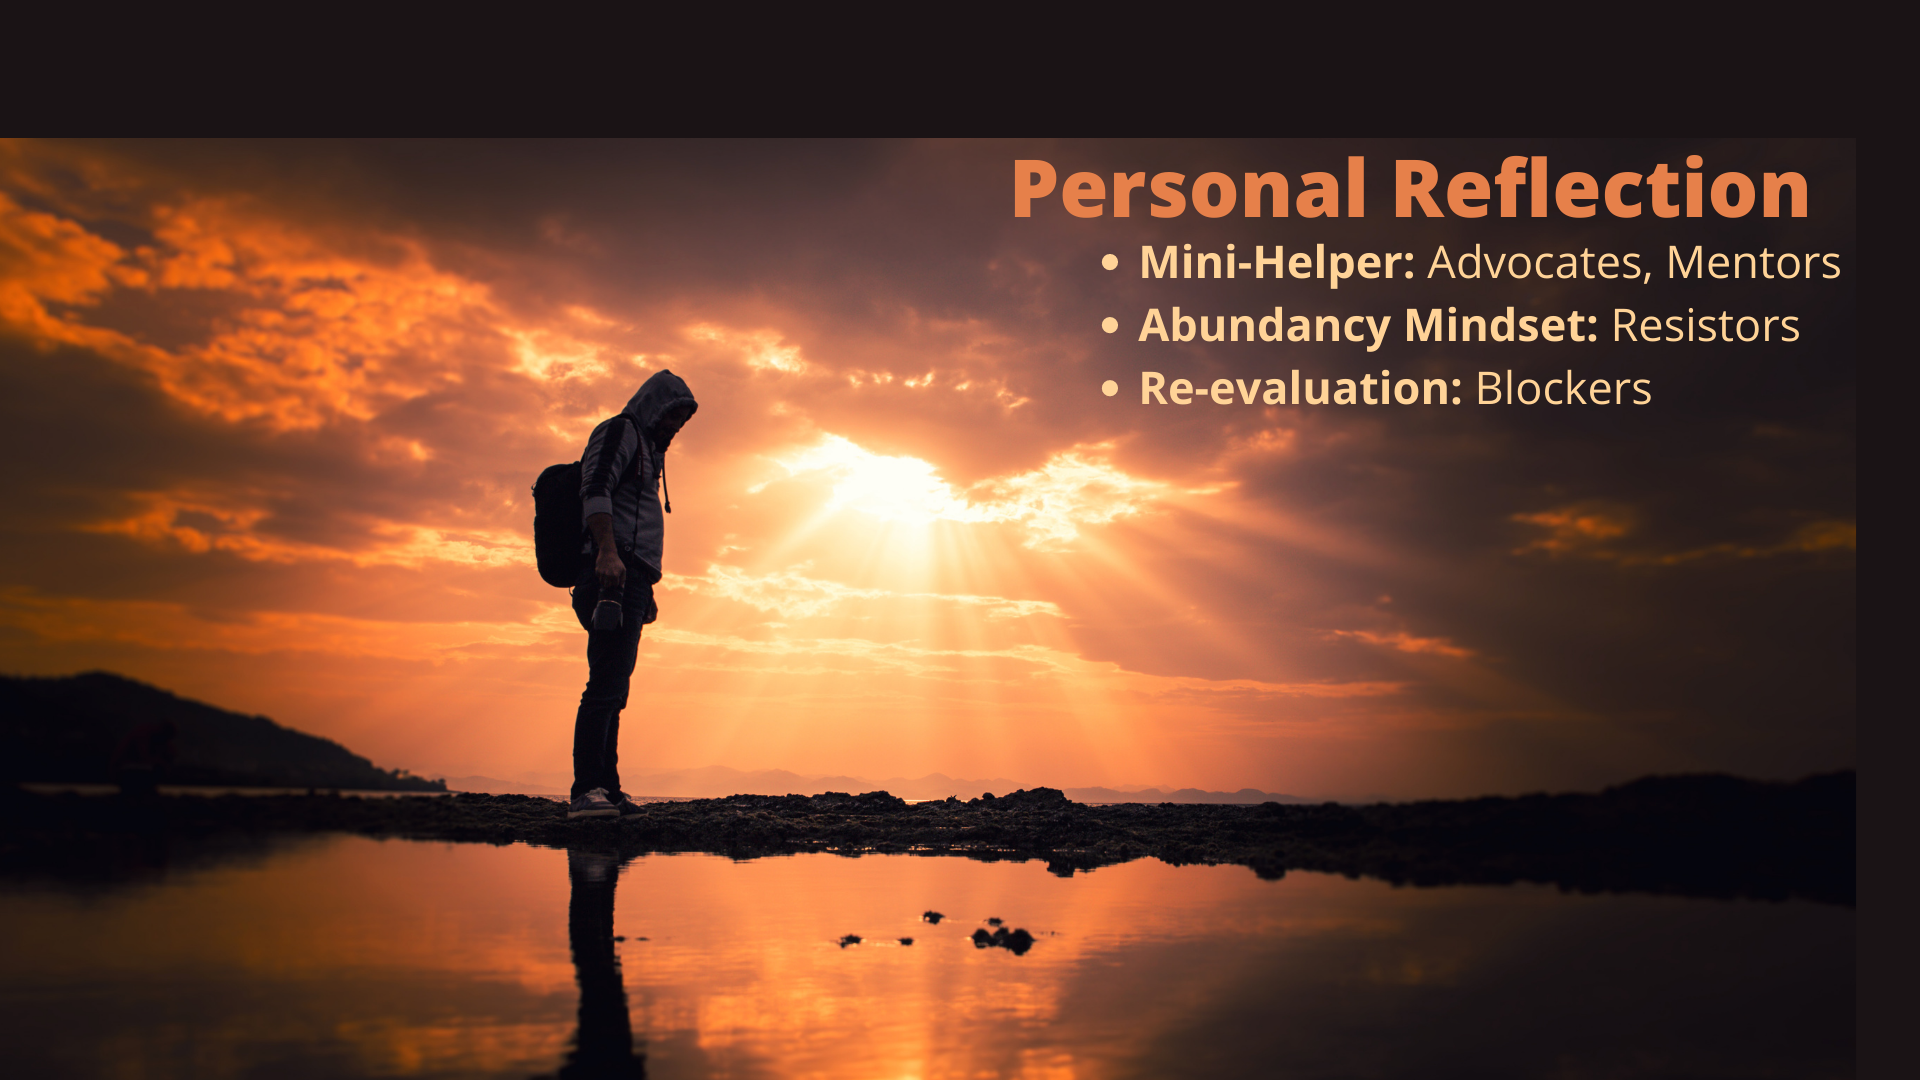 Personal Reflection
• Mini-Helper: Advocates, Mentors
• Abundancy Mindset: Resistors
• Re-evaluation: Blockers